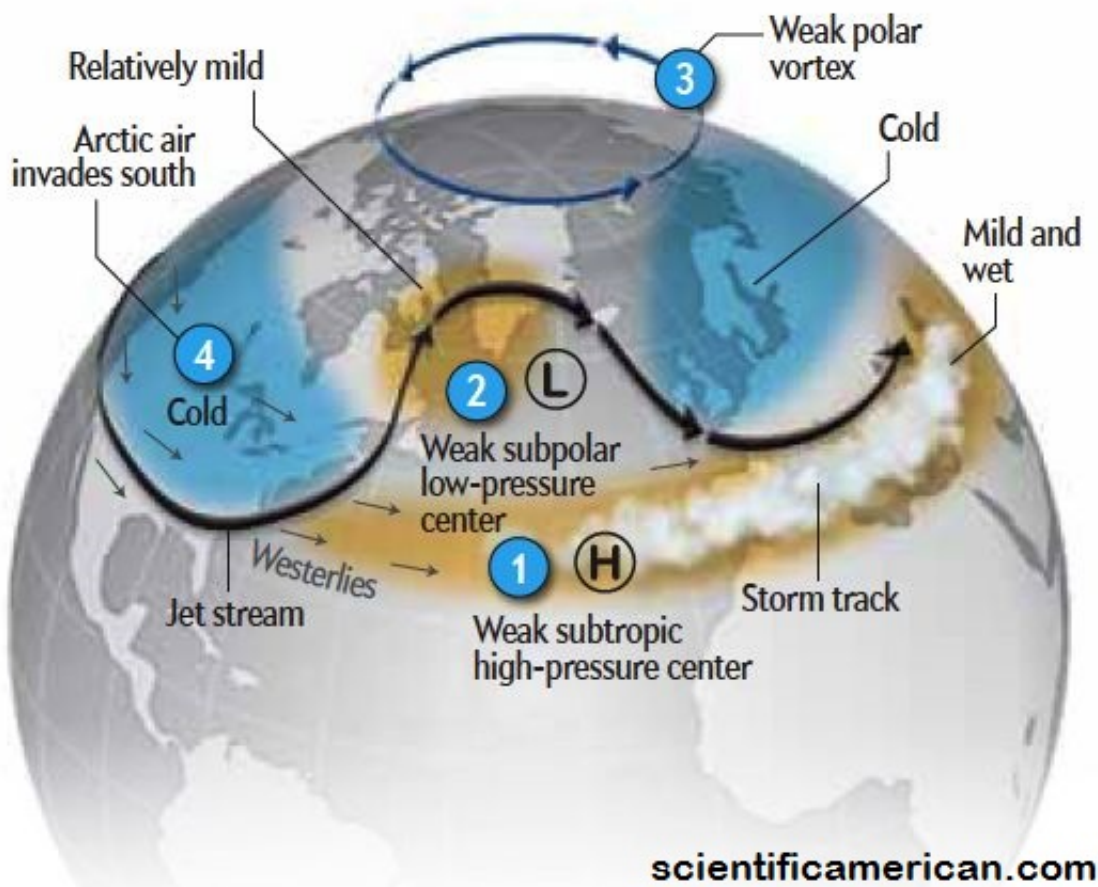 Weak polar
vortex
3
Relatively mild
Arctic air
invades south
Cold
Mild and
wet
4
Cold
2
L
Weak subpolar
low-pressure
center
1
H
Westerlies
Jet stream
Storm track
Weak subtropic
high-pressure center
scientificamerican.com